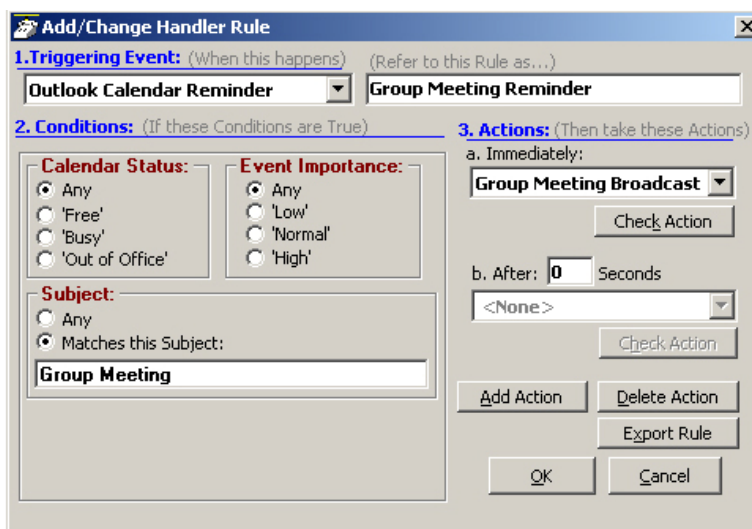 Add/Change Handler Rule
1.Triggering Event: (When this happens)
(Refer to this Rule as...)
Outlook Calendar Reminder
Group Meeting Reminder
2. Conditions: (If these Conditions are True)
3. Actions: (Then take these Actions)
Calendar Status:
Any
'Free'
'Busy'
'Out of Office'
Event Importance:
Any
'Low'
'Normal'
'High'
Subject:
Any
Matches this Subject:
Group Meeting
a. Immediately:
Group Meeting Broadcast
Check Action
b. After: 0 Seconds
<None>
Check Action
Add Action
Delete Action
Export Rule
OK
Cancel